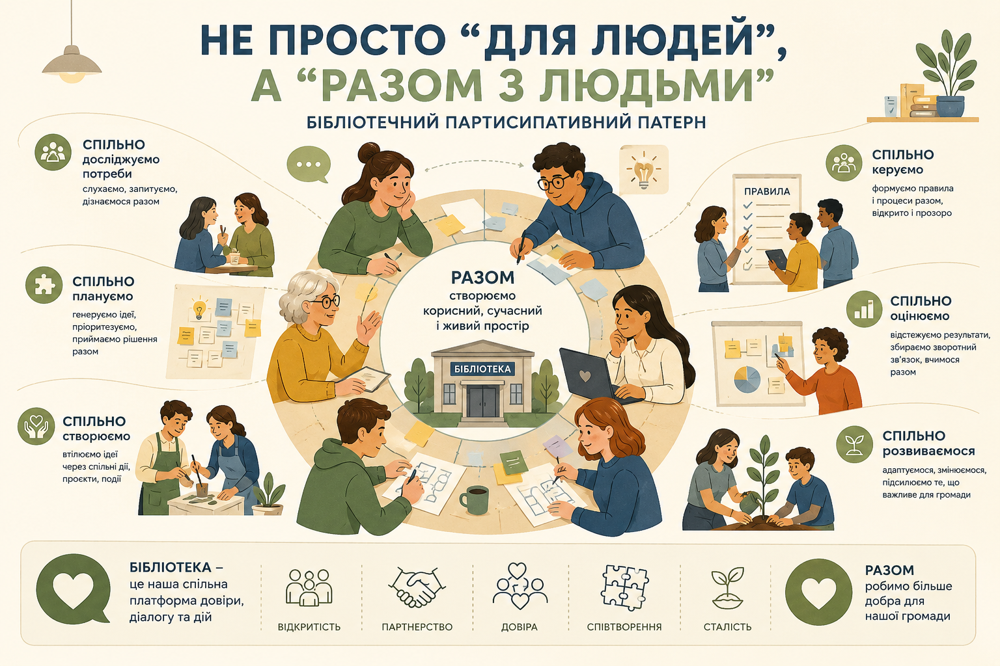 НЕ ПРОСТО “ДЛЯ ЛЮДЕЙ”,
А “РАЗОМ З ЛЮДЬМИ”
БІБЛІОТЕЧНИЙ ПАРТИСИПАТИВНИЙ ПАТЕРН
СПІЛЬНО
досліджуємо
потреби
слухаємо, запитуємо,
дізнаємося разом
СПІЛЬНО
плануємо
генеруємо ідеї,
пріоритезуємо,
приймаємо рішення
разом
СПІЛЬНО
створюємо
втілюємо ідеї
через спільні дії,
проєкти, події
РАЗОМ
створюємо
корисний, сучасний
і живий простір
БІБЛІОТЕКА
ПРАВИЛА
СПІЛЬНО
керуємо
формуємо правила
і процеси разом,
відкрито і прозоро
СПІЛЬНО
оцінюємо
відстежуємо результати,
збираємо зворотний
зв’язок, вчимося
разом
СПІЛЬНО
розвиваємося
адаптуємося, змінюємося,
підсилюємо те, що
важливе для громади
БІБЛІОТЕКА –
це наша спільна
платформа довіри,
діалогу та дій
ВІДКРИТІСТЬ
ПАРТНЕРСТВО
ДОВІРА
СПІВТВОРЕННЯ
СТАЛІСТЬ
РАЗОМ
робимо більше
добра для
нашої громади